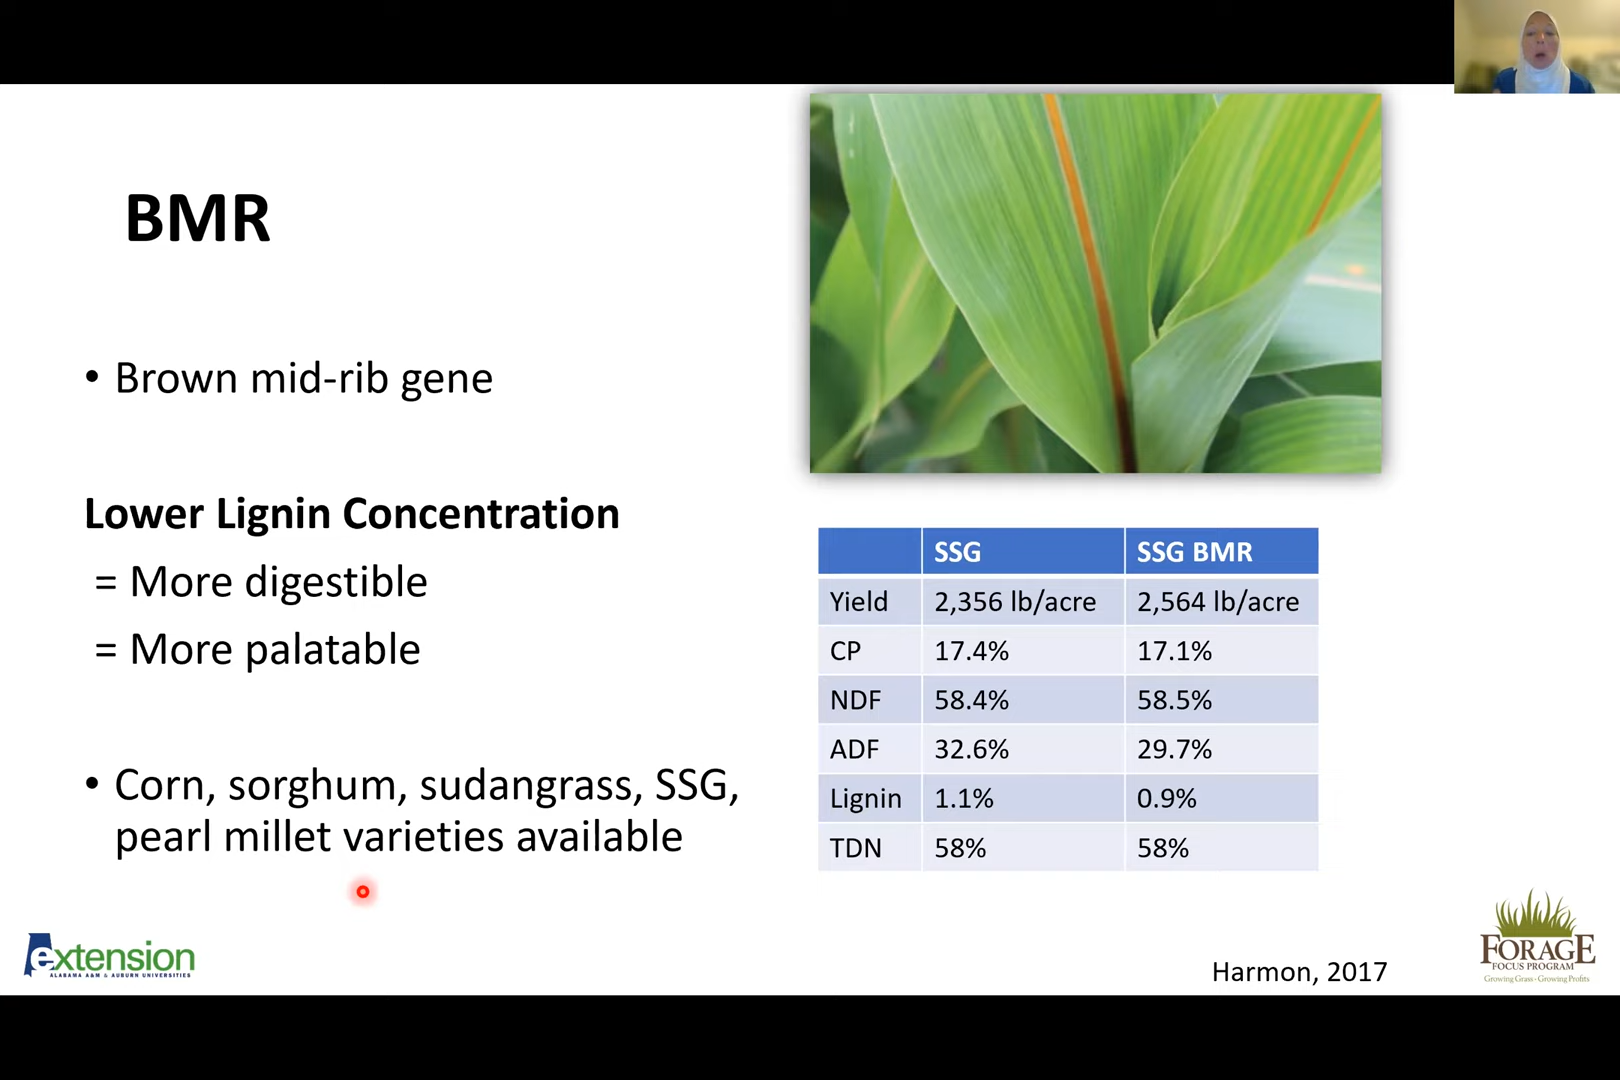 BMR
• Brown mid-rib gene
Lower Lignin Concentration
= More digestible
= More palatable
• Corn, sorghum, sudangrass, SSG,
pearl millet varieties available
SSG SSG BMR
Yield 2,356 lb/acre 2,564 lb/acre
CP 17.4% 17.1%
NDF 58.4% 58.5%
ADF 32.6% 29.7%
Lignin 1.1% 0.9%
TDN 58% 58%
Harmon, 2017
extension
ALABAMA A&M & AUBURN UNIVERSITIES
FORAGE
FOCUS PROGRAM
Growing Grass - Growing Profits